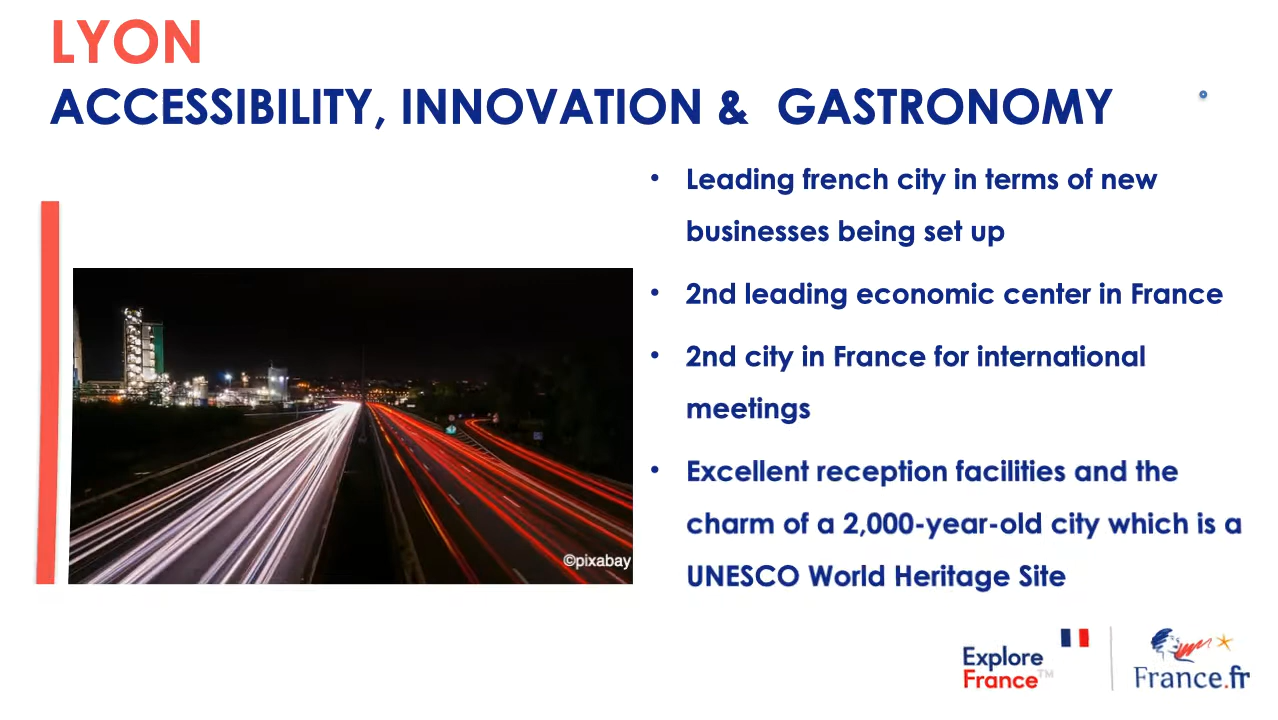 LYON
ACCESSIBILITY, INNOVATION & GASTRONOMY
• Leading french city in terms of new
businesses being set up
• 2nd leading economic center in France
• 2nd city in France for international
meetings
• Excellent reception facilities and the
charm of a 2,000-year-old city which is a
UNESCO World Heritage Site
©pixabay
Explore
France™
France.fr